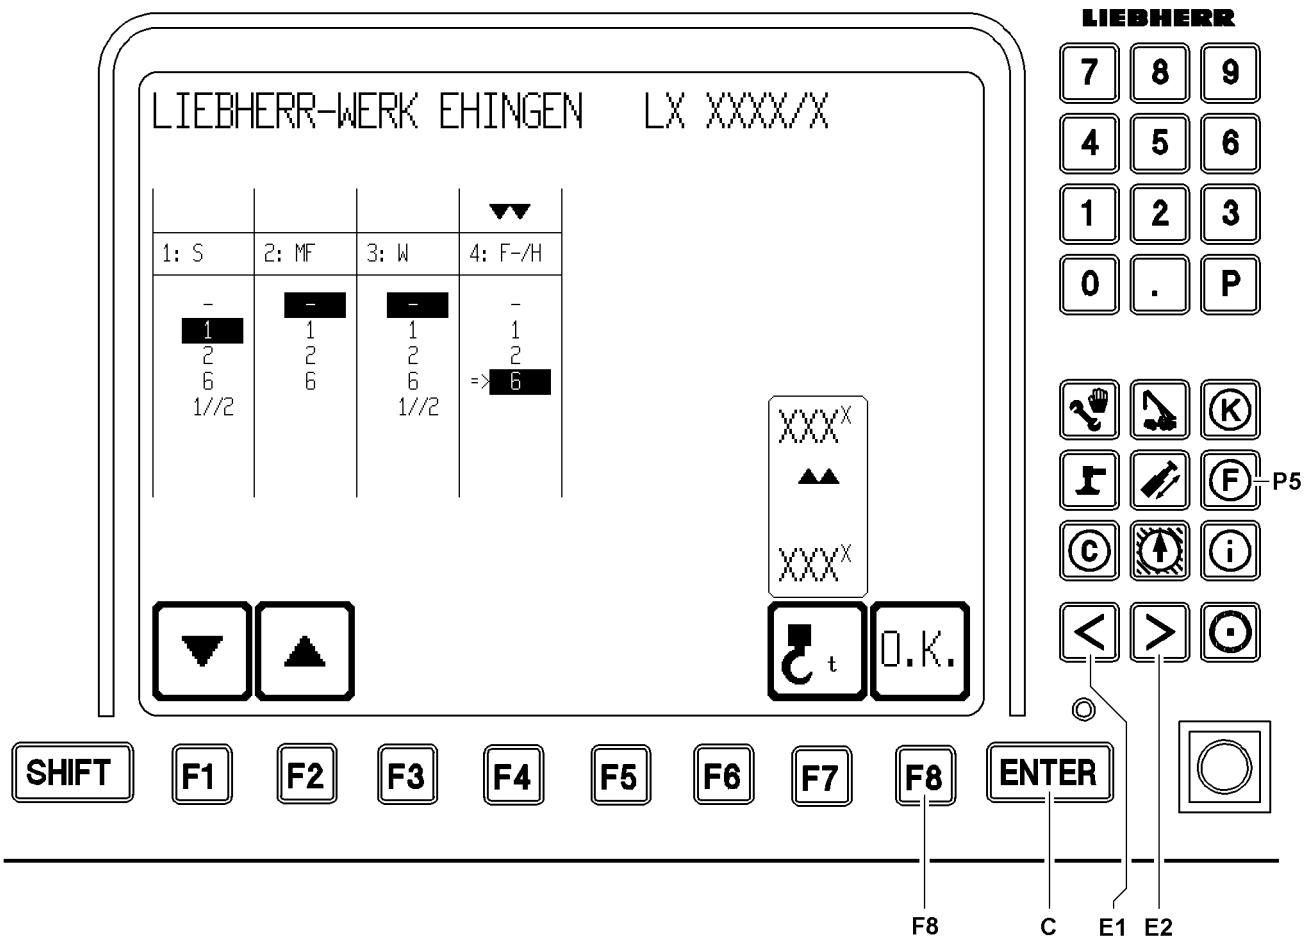 LIEBHERR
7 8 9
LIEBHERR-WERK EHINGEN LX XXXX/X
4 5 6
1 2 3
1: S 2: MF 3: W 4: F-/H
0 . P
- - - -
1 1 1 1
2 2 2 2
6 6 6 => 6
1//2 1//2
XXXˣ
K
F P5
XXXˣ
C i
t O.K.
< >
SHIFT F1 F2 F3 F4 F5 F6 F7 F8 ENTER
F8 C E1 E2